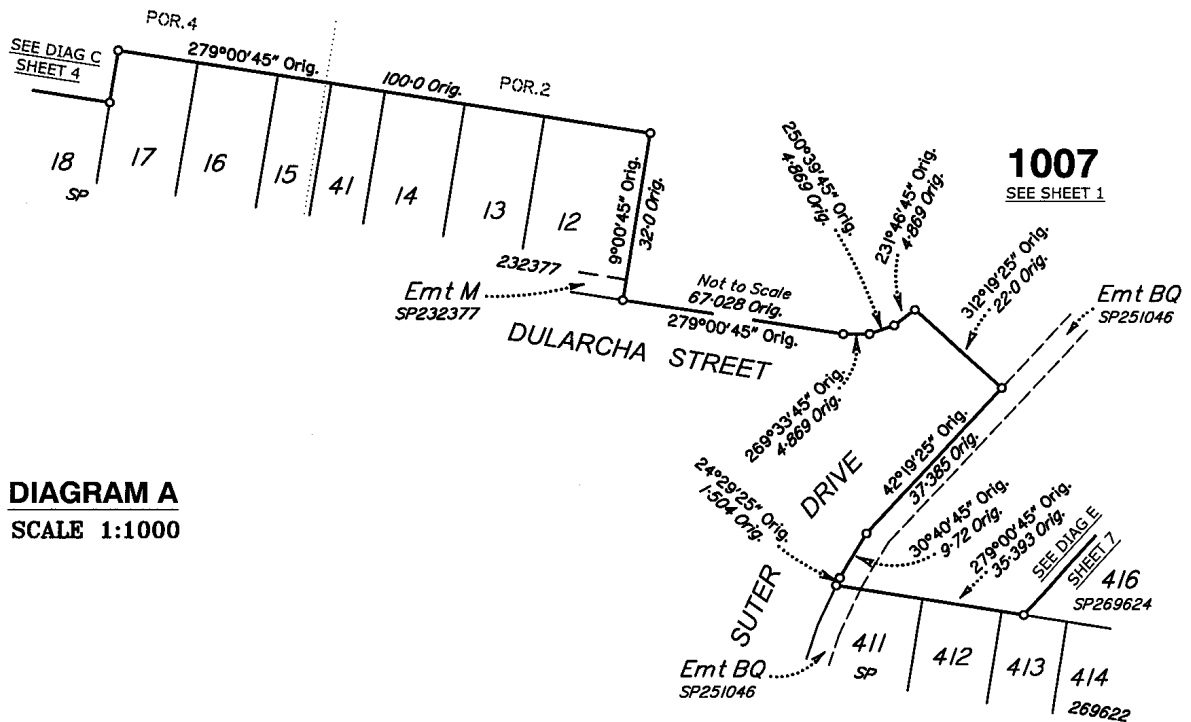 POR.4
SEE DIAG C
SHEET 4
279°00'45" Orig.
100·0 Orig.
POR.2
18
SP
17
16
15
41
14
13
12
232377
9°00'45" Orig.
32·0 Orig.
Emt M
SP232377
Not to Scale
67·028 Orig.
279°00'45" Orig.
DULARCHA STREET
250°39'45" Orig.
4·869 Orig.
231°46'45" Orig.
4·869 Orig.
1007
SEE SHEET 1
312°19'25" Orig.
22·0 Orig.
Emt BQ
SP251046
269°33'45" Orig.
4·869 Orig.
DIAGRAM A
SCALE 1:1000
24°29'25" Orig.
1·504 Orig.
SUTER DRIVE
42°19'25" Orig.
37·385 Orig.
30°40'45" Orig.
9·72 Orig.
279°00'45" Orig.
35·393 Orig.
SEE DIAG E
SHEET 7
416
SP269624
Emt BQ
SP251046
411
SP
412
413
414
269622